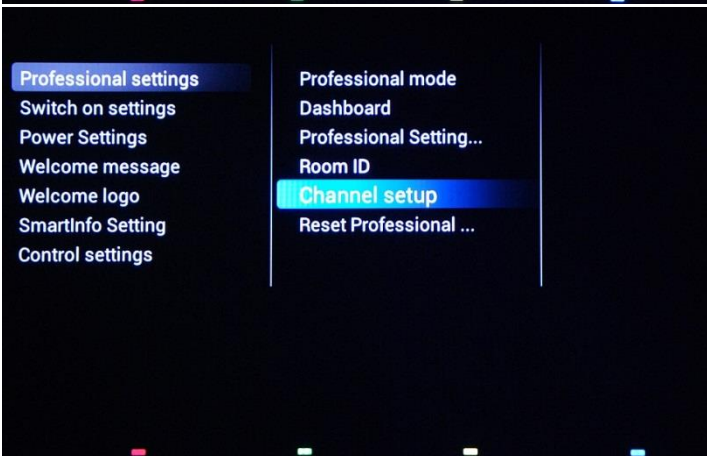 Professional settings
Switch on settings
Power Settings
Welcome message
Welcome logo
SmartInfo Setting
Control settings
Professional mode
Dashboard
Professional Setting...
Room ID
Channel setup
Reset Professional ...